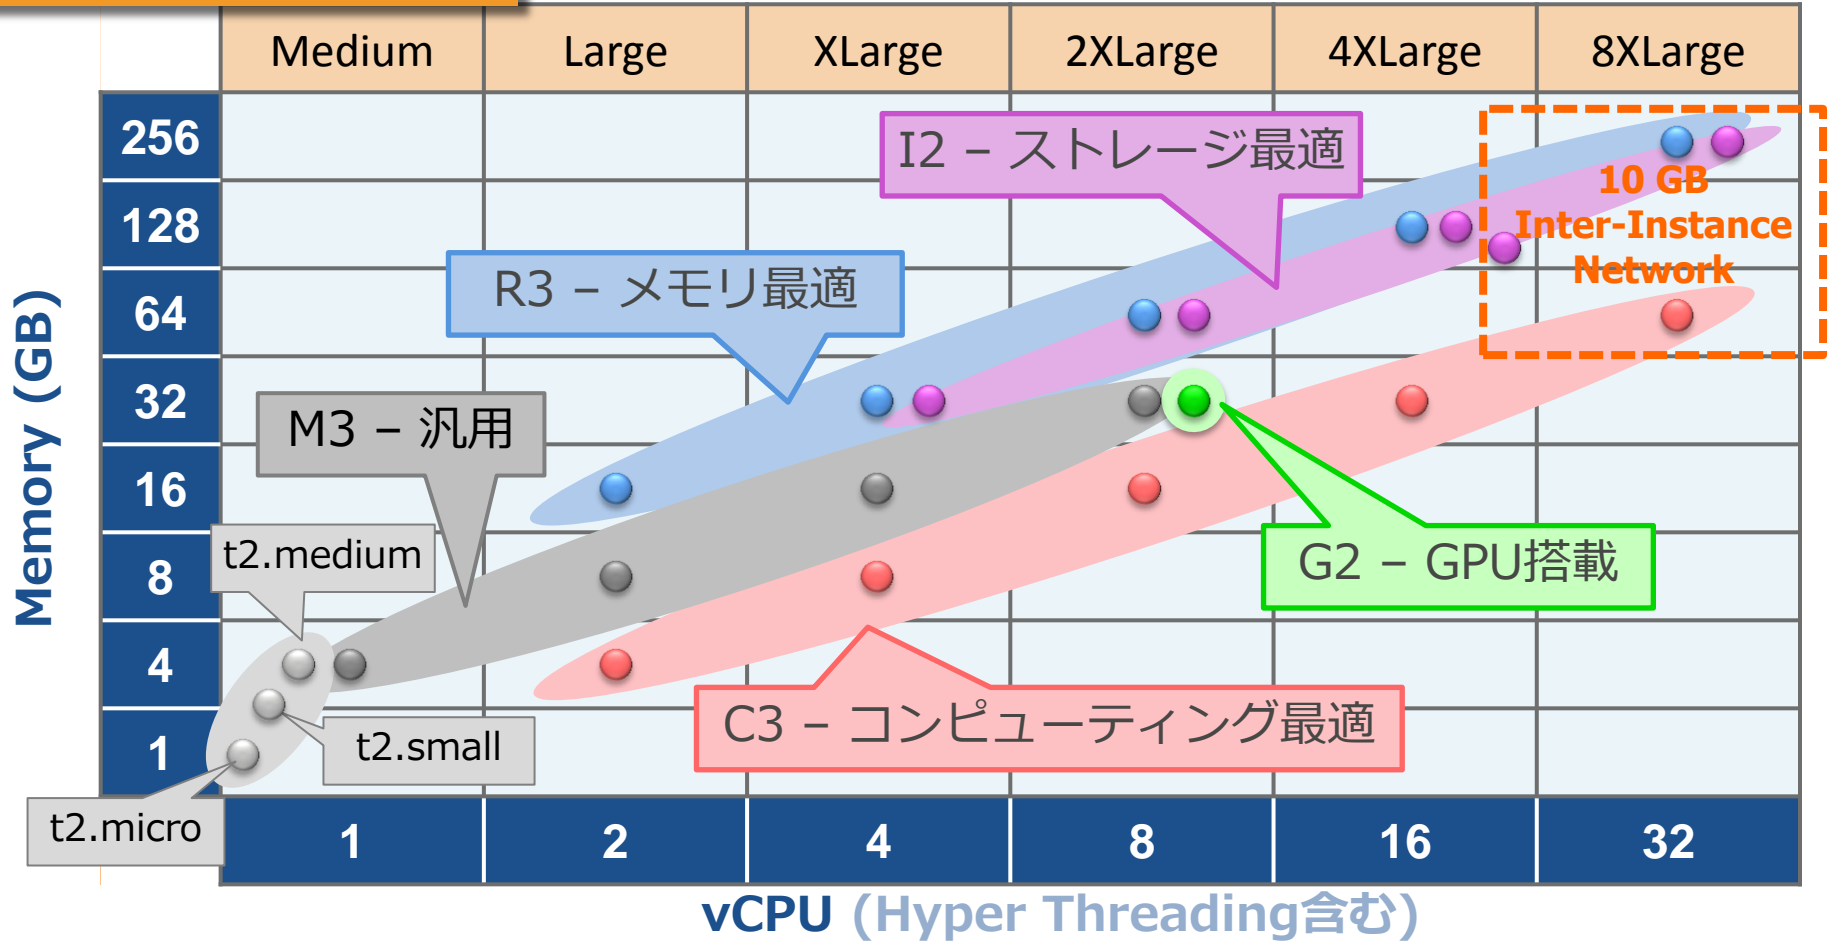 Medium Large XLarge 2XLarge 4XLarge 8XLarge
256
I2 – ストレージ最適
10 GB
Inter-Instance
Network
128
R3 – メモリ最適
64
32
M3 – 汎用
16
t2.medium
G2 – GPU搭載
8
4
C3 – コンピューティング最適
t2.small
1
t2.micro
1 2 4 8 16 32
Memory (GB)
vCPU (Hyper Threading含む)